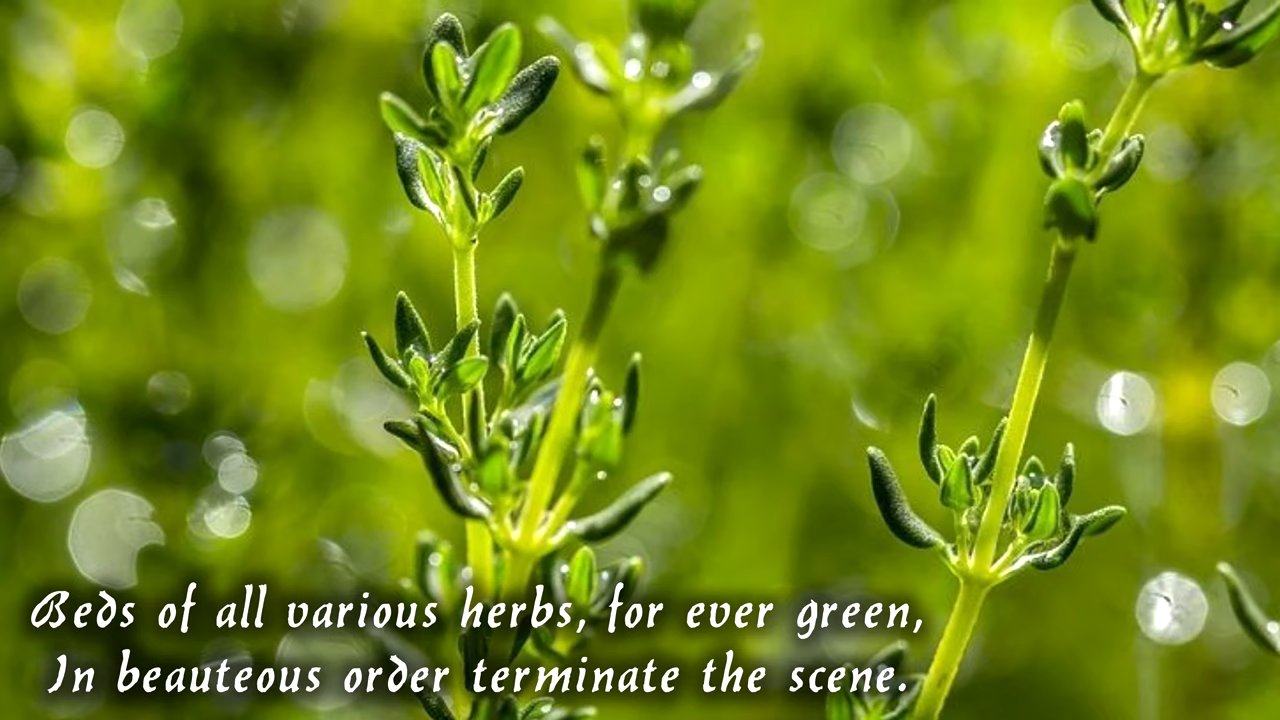 Beds of all various herbs, for ever green,
In beauteous order terminate the scene.